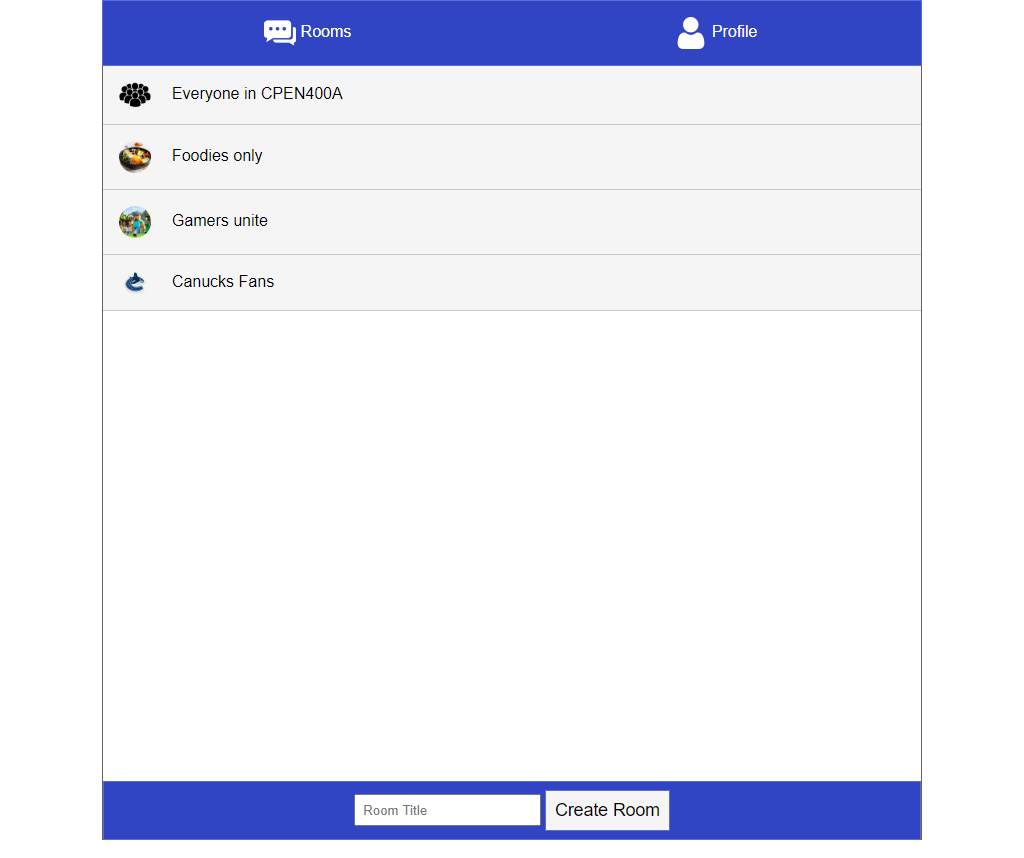 Rooms
Profile
Everyone in CPEN400A
Foodies only
Gamers unite
Canucks Fans
Room Title
Create Room